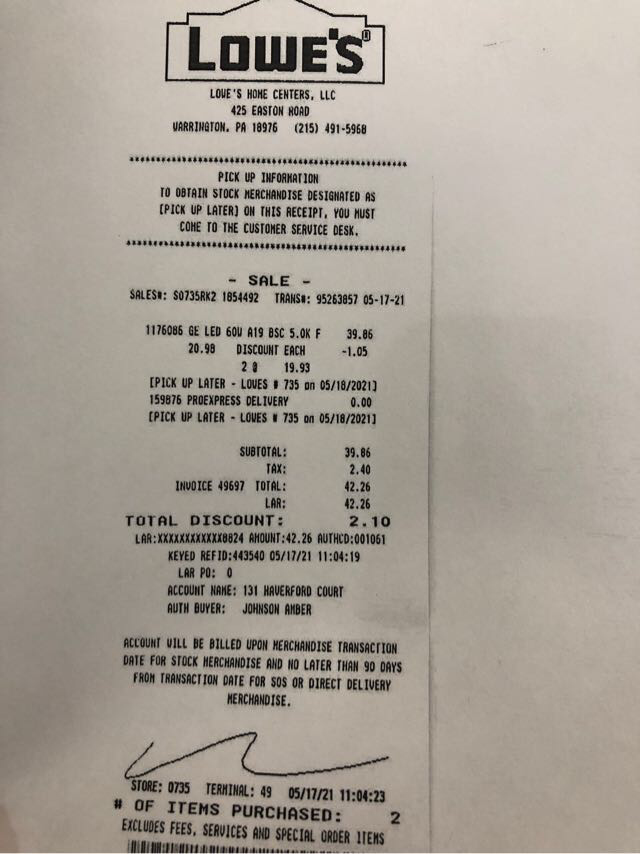 LOWE'S
LOWE'S HOME CENTERS, LLC
425 EASTON ROAD
WARRINGTON, PA 18976 (215) 491-5968
****************************************************
PICK UP INFORMATION
TO OBTAIN STOCK MERCHANDISE DESIGNATED AS
[PICK UP LATER] ON THIS RECEIPT, YOU MUST
COME TO THE CUSTOMER SERVICE DESK.
****************************************************
- SALE -
SALES#: S0735RK2 1854492 TRANS#: 95263857 05-17-21
1176086 GE LED 60W A19 BSC 5.0K F 39.86
20.98 DISCOUNT EACH -1.05
2 @ 19.93
[PICK UP LATER - LOWES # 735 on 05/18/2021]
159876 PROEXPRESS DELIVERY 0.00
[PICK UP LATER - LOWES # 735 on 05/18/2021]
SUBTOTAL: 39.86
TAX: 2.40
INVOICE 49697 TOTAL: 42.26
LAR: 42.26
TOTAL DISCOUNT: 2.10
LAR:XXXXXXXXXXXX8824 AMOUNT:42.26 AUTHCD:001061
KEYED REFID:443540 05/17/21 11:04:19
LAR PO: 0
ACCOUNT NAME: 131 HAVERFORD COURT
AUTH BUYER: JOHNSON AMBER
ACCOUNT WILL BE BILLED UPON MERCHANDISE TRANSACTION
DATE FOR STOCK MERCHANDISE AND NO LATER THAN 90 DAYS
FROM TRANSACTION DATE FOR SOS OR DIRECT DELIVERY
MERCHANDISE.
STORE: 0735 TERMINAL: 49 05/17/21 11:04:23
# OF ITEMS PURCHASED: 2
EXCLUDES FEES, SERVICES AND SPECIAL ORDER ITEMS